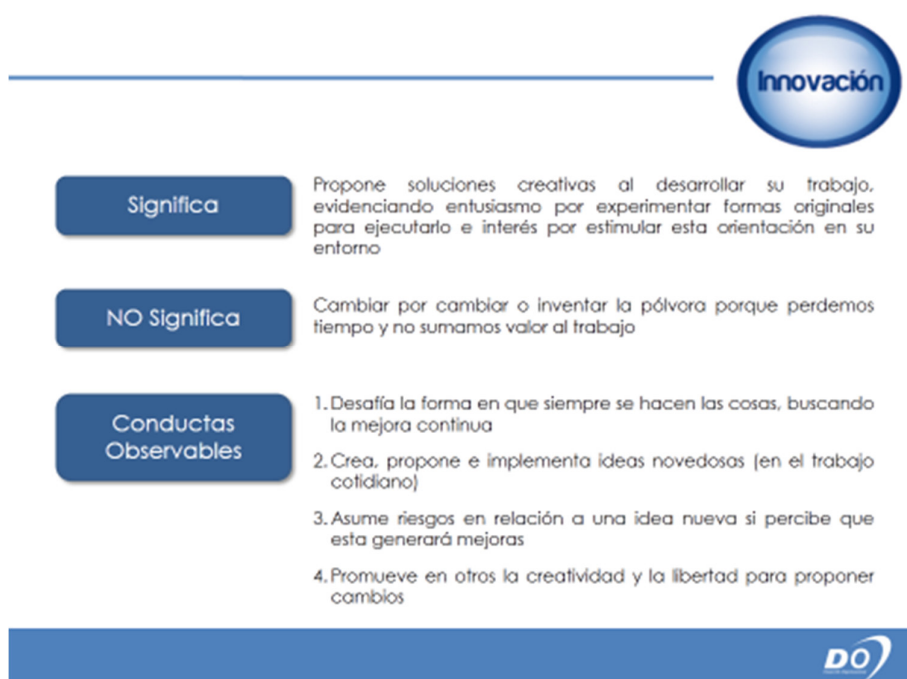 Innovación
Significa
Propone soluciones creativas al desarrollar su trabajo,
evidenciando entusiasmo por experimentar formas originales
para ejecutarlo e interés por estimular esta orientación en su
entorno
NO Significa
Cambiar por cambiar o inventar la pólvora porque perdemos
tiempo y no sumamos valor al trabajo
Conductas
Observables
1. Desafía la forma en que siempre se hacen las cosas, buscando
la mejora continua
2. Crea, propone e implementa ideas novedosas (en el trabajo
cotidiano)
3. Asume riesgos en relación a una idea nueva si percibe que
esta generará mejoras
4. Promueve en otros la creatividad y la libertad para proponer
cambios
DO